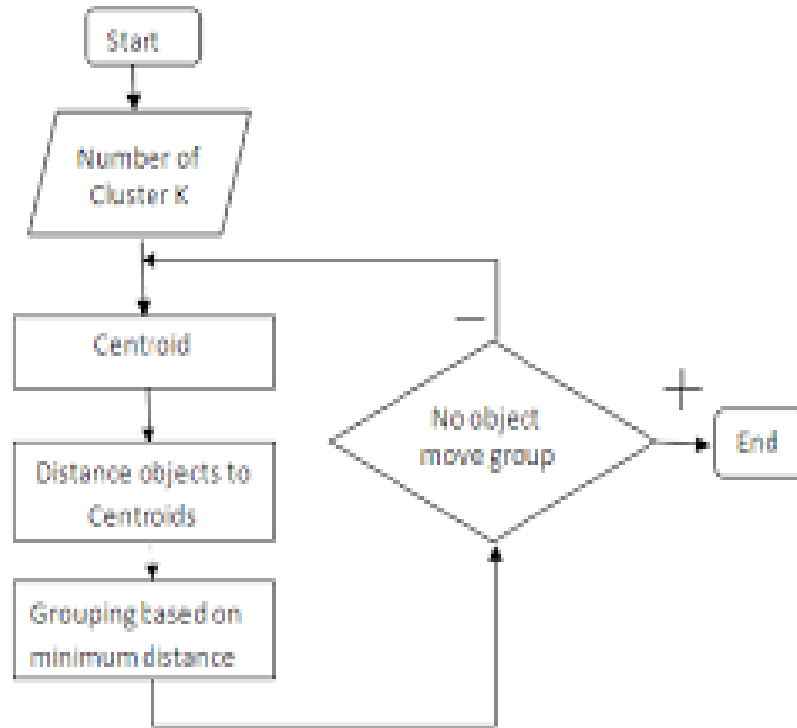 Start
Number of
Cluster K
Centroid
Distance objects to
Centroids
Grouping based on
minimum distance
No object
move group
−
+
End